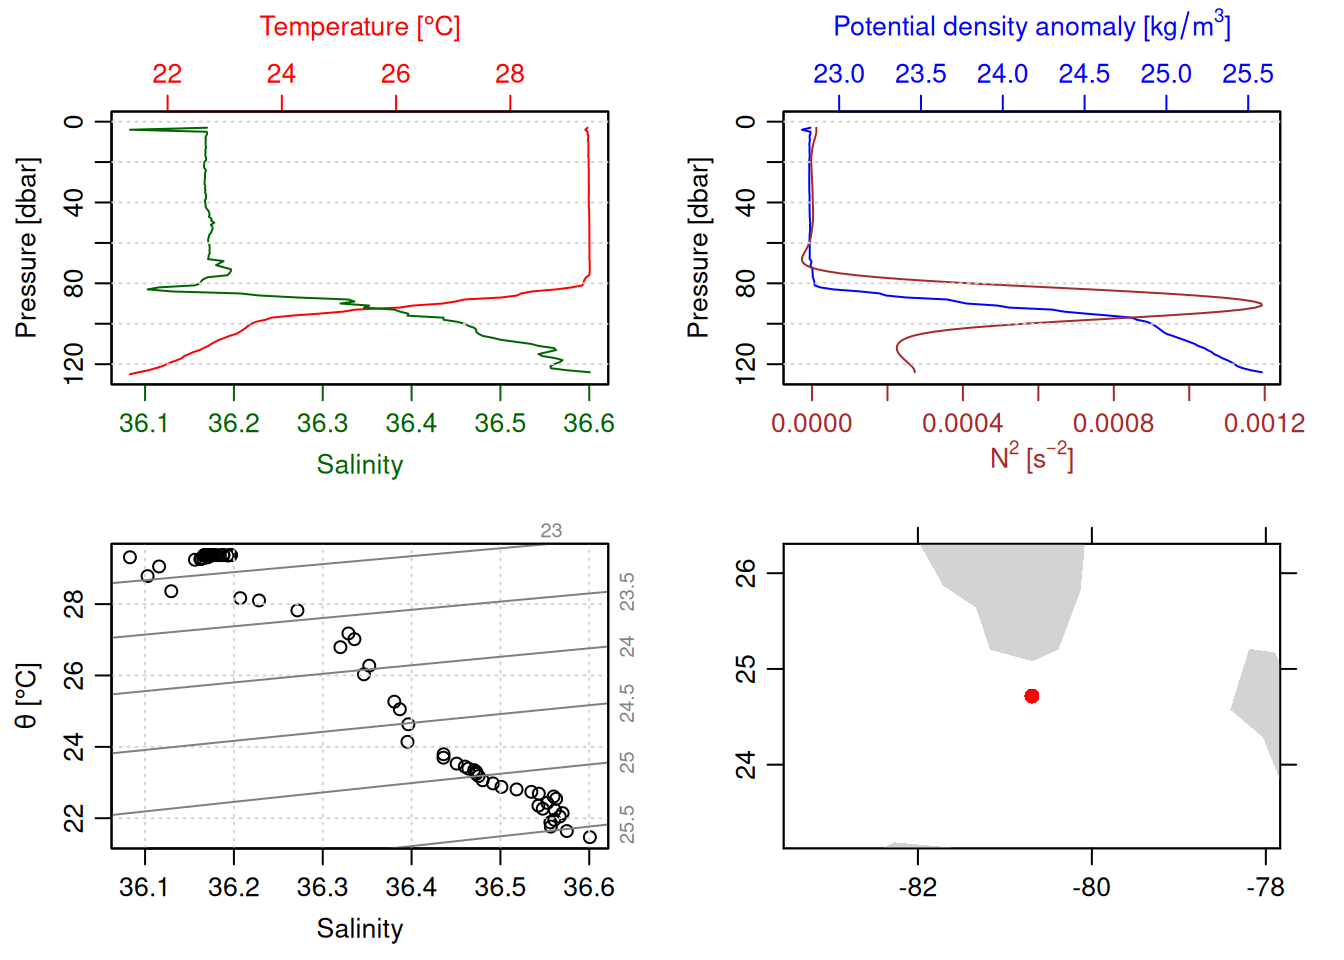 Temperature [°C]
22 24 26 28
Pressure [dbar]
0 40 80 120
36.1 36.2 36.3 36.4 36.5 36.6
Salinity
Potential density anomaly [kg/m³]
23.0 23.5 24.0 24.5 25.0 25.5
Pressure [dbar]
0 40 80 120
0.0000 0.0004 0.0008 0.0012
N² [s⁻²]
23
23.5
24
24.5
25
25.5
θ [°C]
28 26 24 22
36.1 36.2 36.3 36.4 36.5 36.6
Salinity
26 25 24
-82 -80 -78